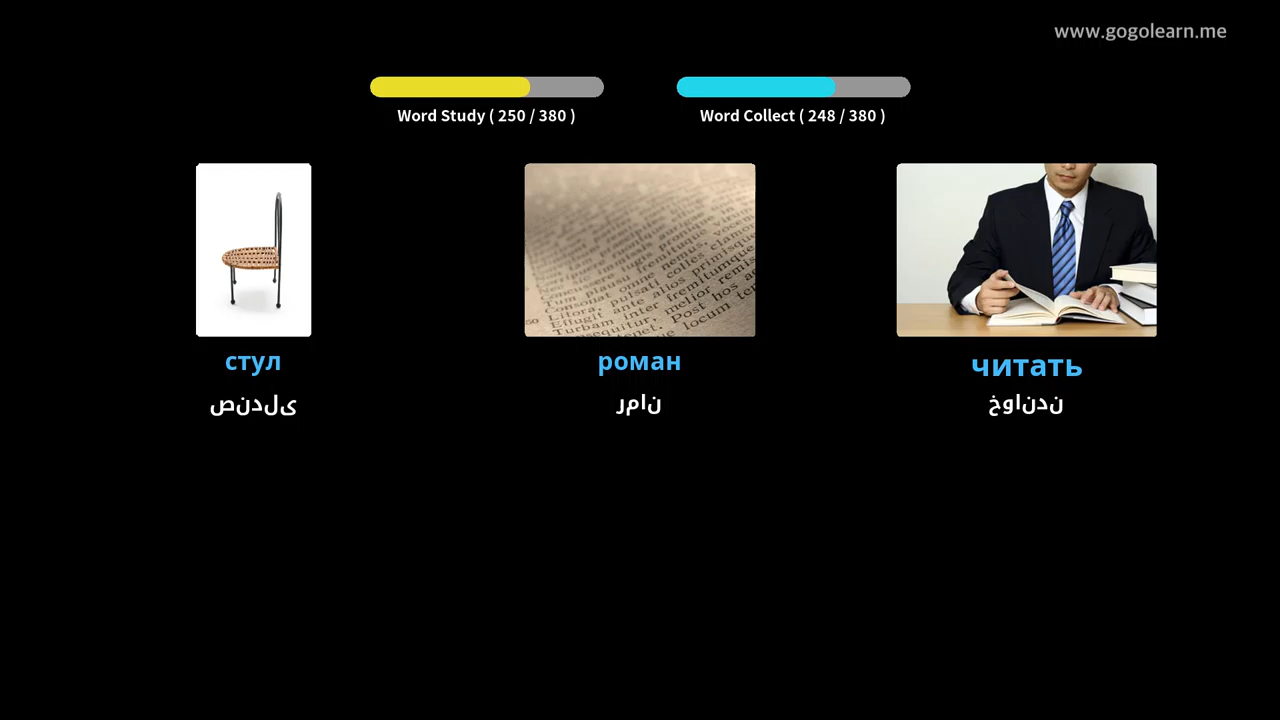 www.gogolearn.me
Word Study ( 250 / 380 )
Word Collect ( 248 / 380 )
стул
роман
читать
صندلی
رمان
خواندن